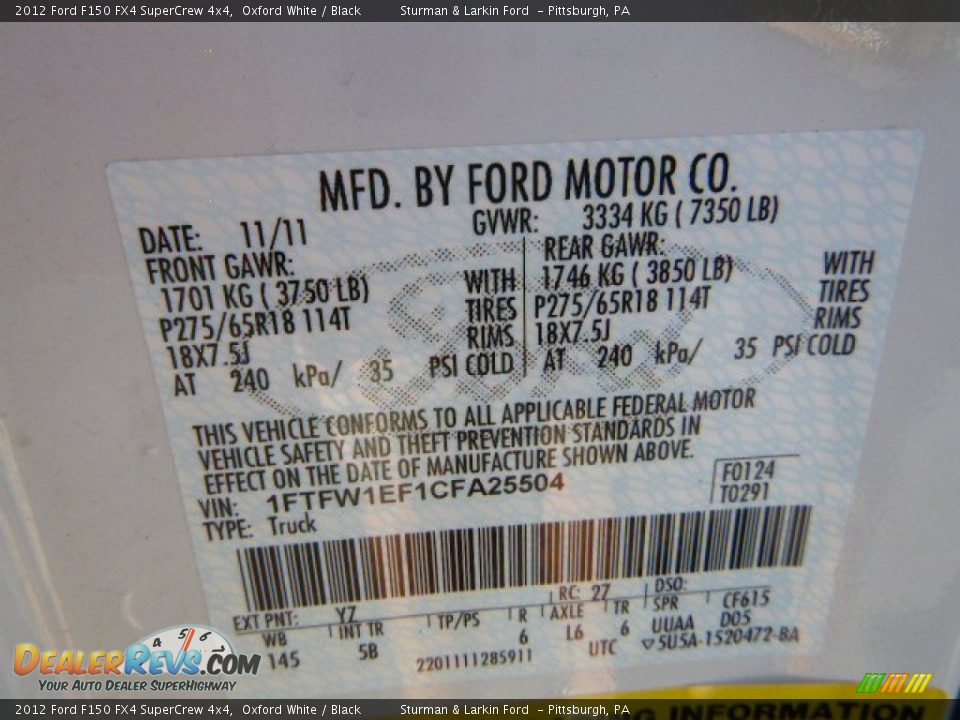 2012 Ford F150 FX4 SuperCrew 4x4, Oxford White / Black Sturman & Larkin Ford - Pittsburgh, PA
MFD. BY FORD MOTOR CO.
DATE: 11/11 GVWR: 3334 KG ( 7350 LB)
FRONT GAWR: REAR GAWR:
1701 KG ( 3750 LB) WITH 1746 KG ( 3850 LB) WITH
P275/65R18 114T TIRES P275/65R18 114T TIRES
18X7.5J RIMS 18X7.5J RIMS
AT 240 kPa/ 35 PSI COLD AT 240 kPa/ 35 PSI COLD
Ford
THIS VEHICLE CONFORMS TO ALL APPLICABLE FEDERAL MOTOR
VEHICLE SAFETY AND THEFT PREVENTION STANDARDS IN
EFFECT ON THE DATE OF MANUFACTURE SHOWN ABOVE.
VIN: 1FTFW1EF1CFA25504 F0124
TYPE: Truck T0291
EXT PNT: YZ RC: 27 DSO:
WB INT TR TP/PS R AXLE TR SPR CF615
145 5B 6 L6 6 UUAA D05
2201111285911 UTC ▽5U5A-1520472-BA
4 5 6
DEALERREVS.COM
YOUR AUTO DEALER SUPERHIGHWAY
INFORMATION
2012 Ford F150 FX4 SuperCrew 4x4, Oxford White / Black Sturman & Larkin Ford - Pittsburgh, PA